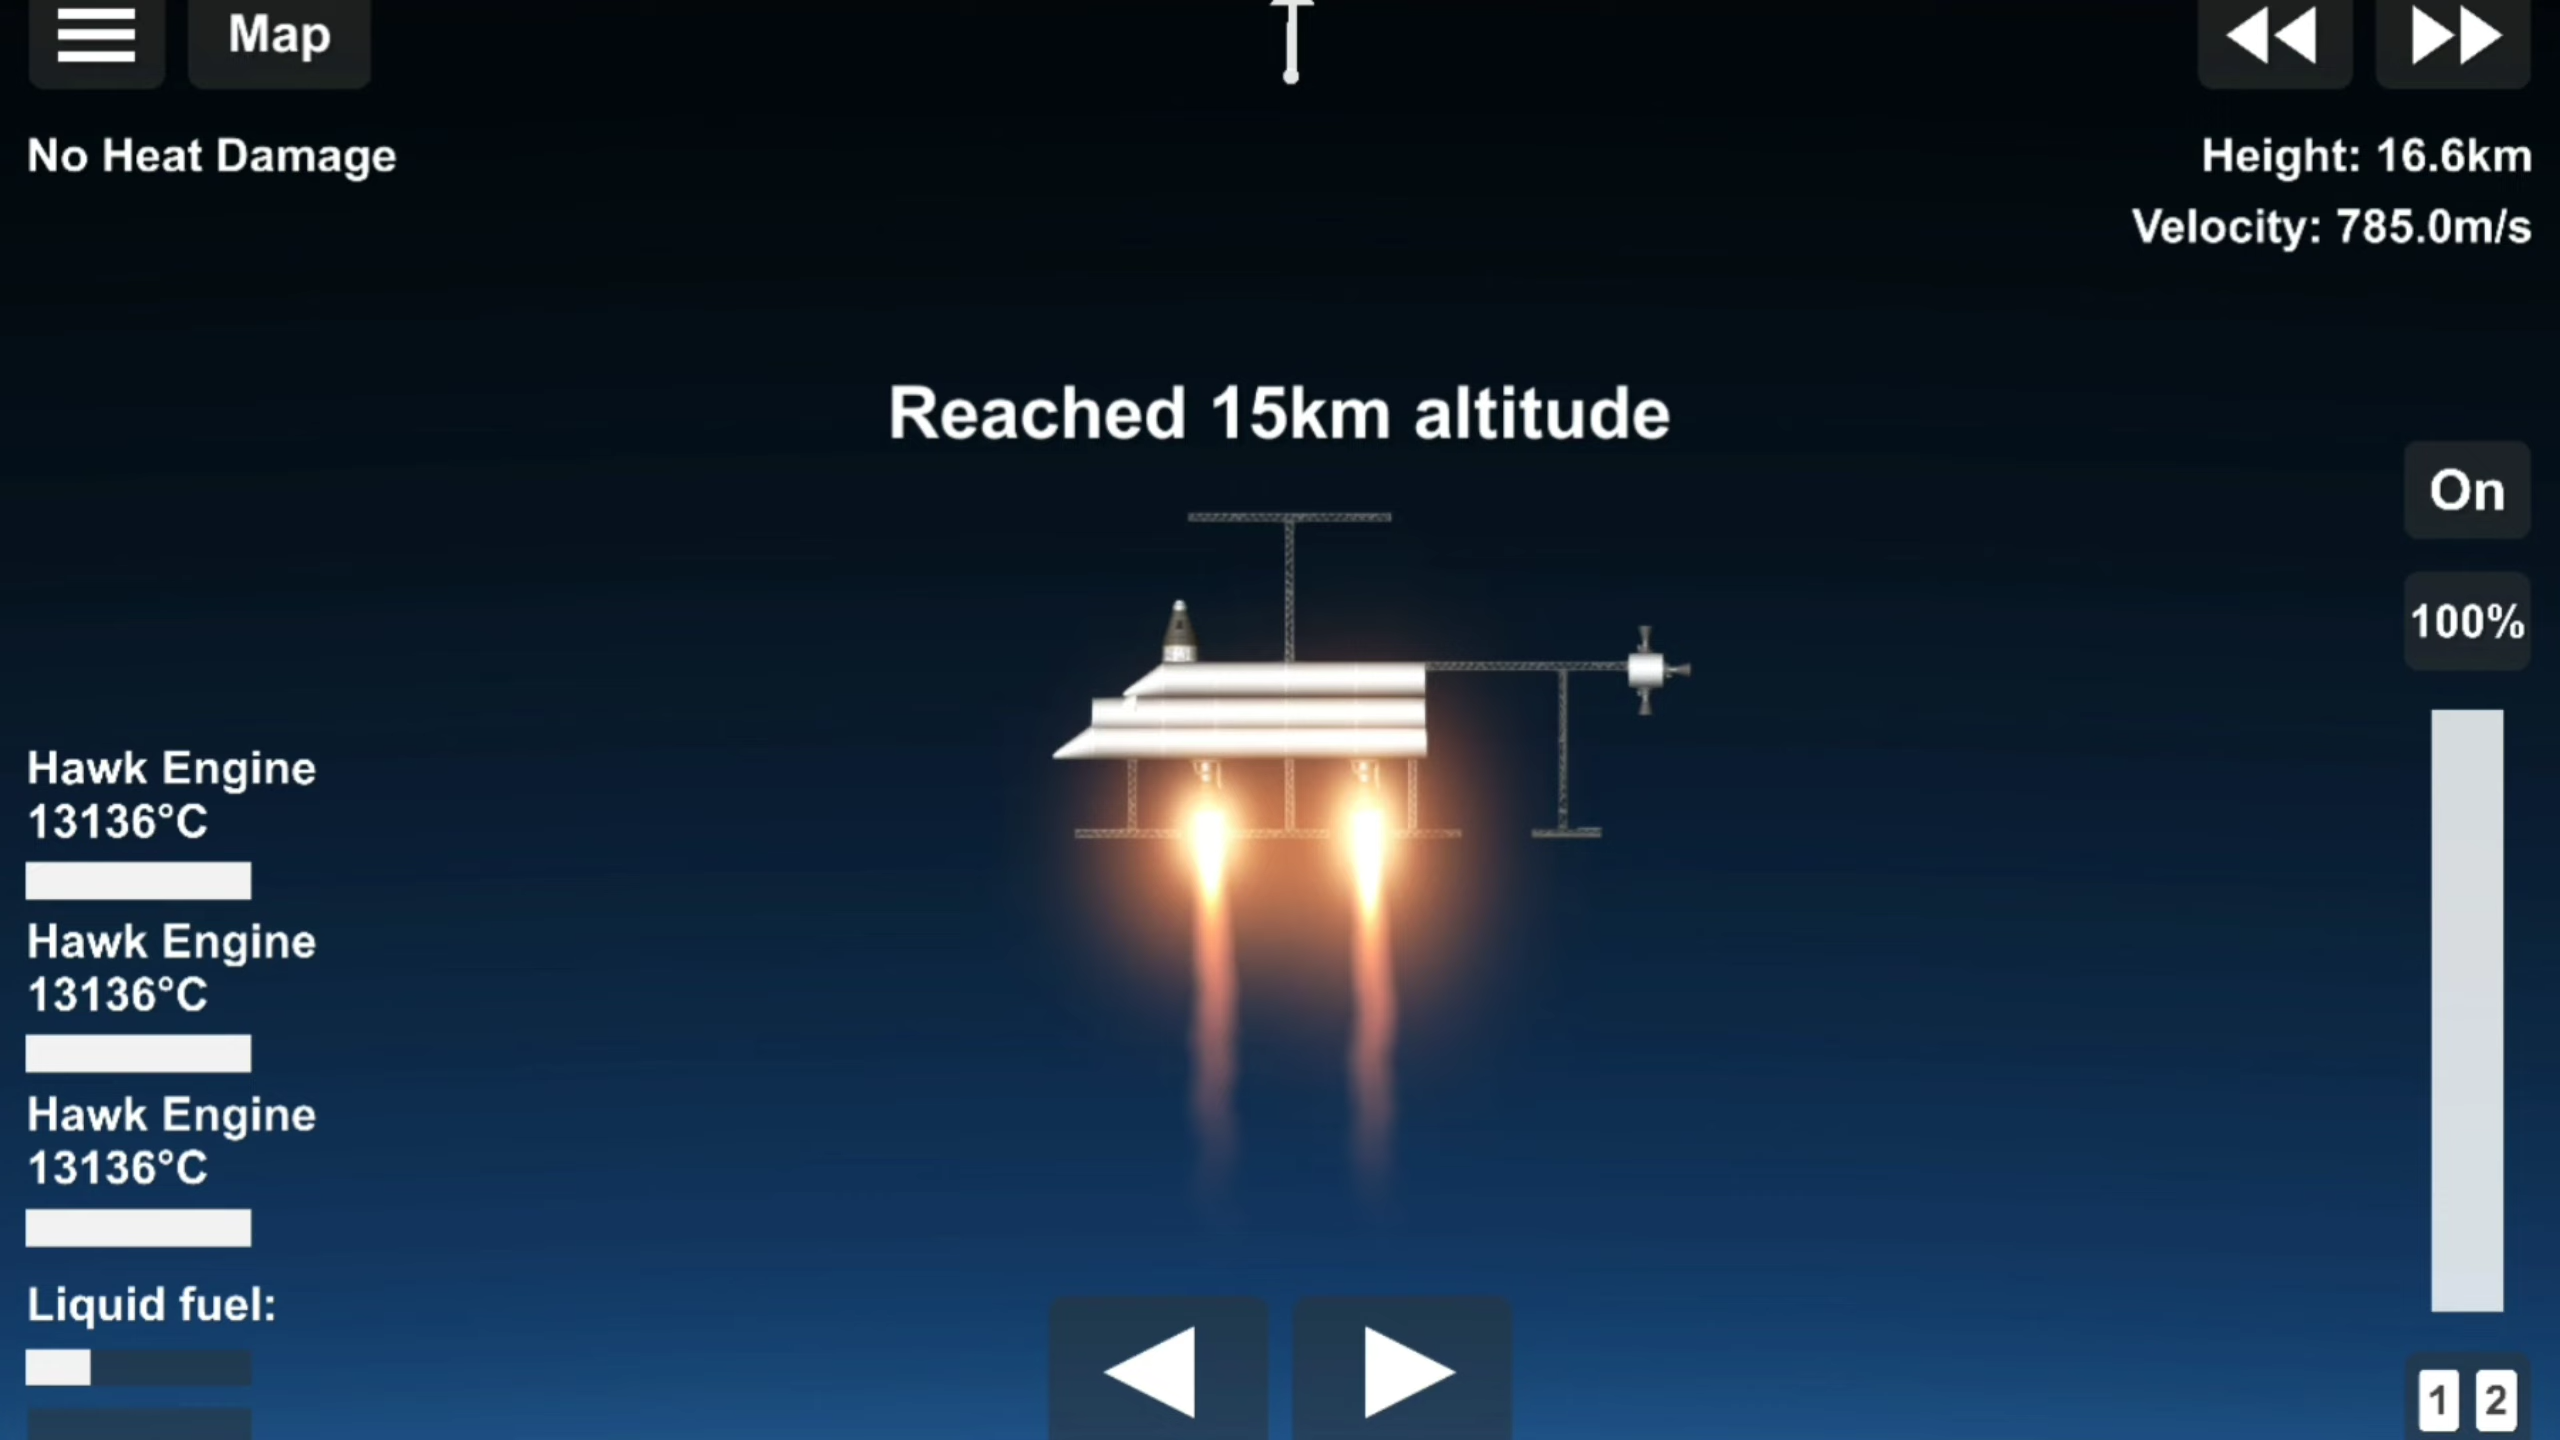 Map
No Heat Damage
Height: 16.6km
Velocity: 785.0m/s
Reached 15km altitude
On
100%
Hawk Engine
13136°C
Hawk Engine
13136°C
Hawk Engine
13136°C
Liquid fuel:
1 2